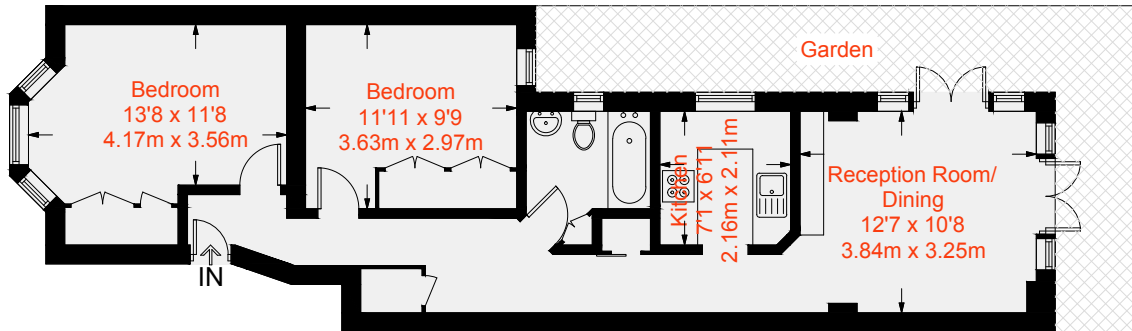 Garden
Bedroom
13'8 x 11'8
4.17m x 3.56m
Bedroom
11'11 x 9'9
3.63m x 2.97m
Kitchen
7'1 x 6'11
2.16m x 2.11m
Reception Room/
Dining
12'7 x 10'8
3.84m x 3.25m
IN